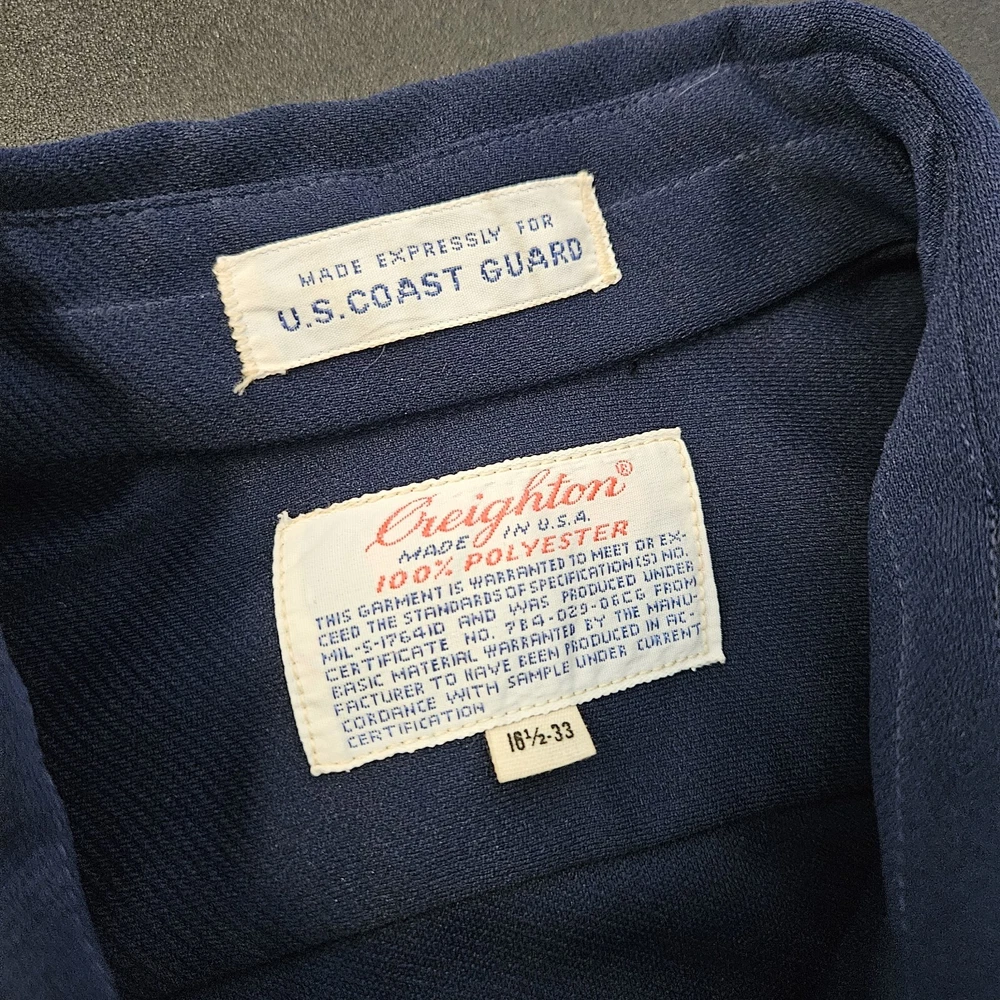 MADE EXPRESSLY FOR
U.S. COAST GUARD
Creighton®
MADE IN U.S.A.
100% POLYESTER
THIS GARMENT IS WARRANTED TO MEET OR EX-
CEED THE STANDARDS OF SPECIFICATION(S) NO.
MIL-S-17641D AND WAS PRODUCED UNDER
CERTIFICATE NO. 7B4-029-06CG FROM
BASIC MATERIAL WARRANTED BY THE MANU-
FACTURER TO HAVE BEEN PRODUCED IN AC-
CORDANCE WITH SAMPLE UNDER CURRENT
CERTIFICATION
16½-33